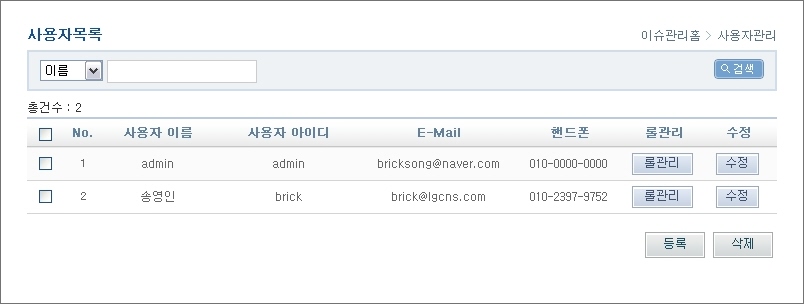 사용자목록
이슈관리홈 > 사용자관리
이름 검색
총건수 : 2
No. 사용자 이름 사용자 아이디 E-Mail 핸드폰 롤관리 수정
1 admin admin bricksong@naver.com 010-0000-0000 롤관리 수정
2 송영인 brick brick@lgcns.com 010-2397-9752 롤관리 수정
등록 삭제